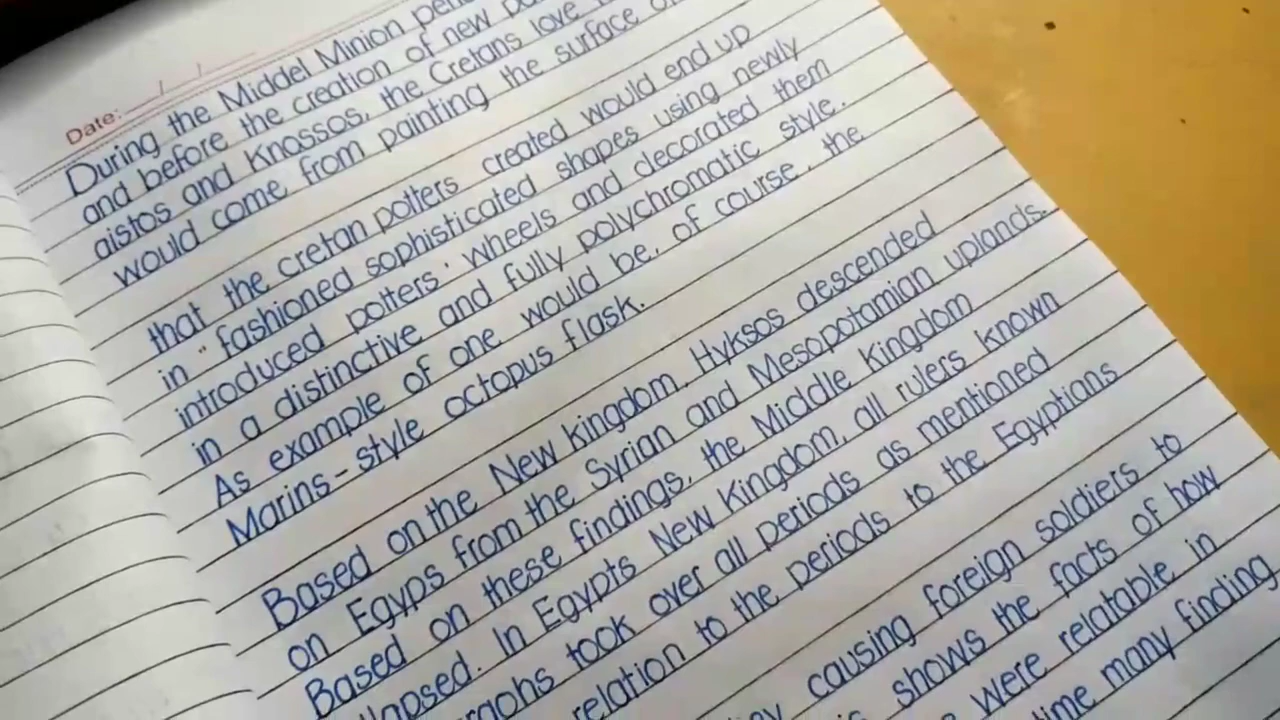 Date: / /
During the Middel Minion
and before the creation of new
aistos and Knossos, the Cretans love
would come from painting the surface
that the cretan potters created would end up
in " fashioned sophisticated shapes using newly
introduced potters' wheels and decorated them
in a distinctive and fully polychromatic style.
As example of one would be, of course, the
Marins-style octopus flask.
Based on the New kingdom, Hyksos descended
on Egyps from the Syrian and Mesopotamian uplands.
Based on these findings, the Middle Kingdom
In Egypts New Kingdom, all rulers known
took over all periods as mentioned
relation to the periods to the Egyptians
causing foreign soldiers to
shows the facts of how
were relatable in
many finding